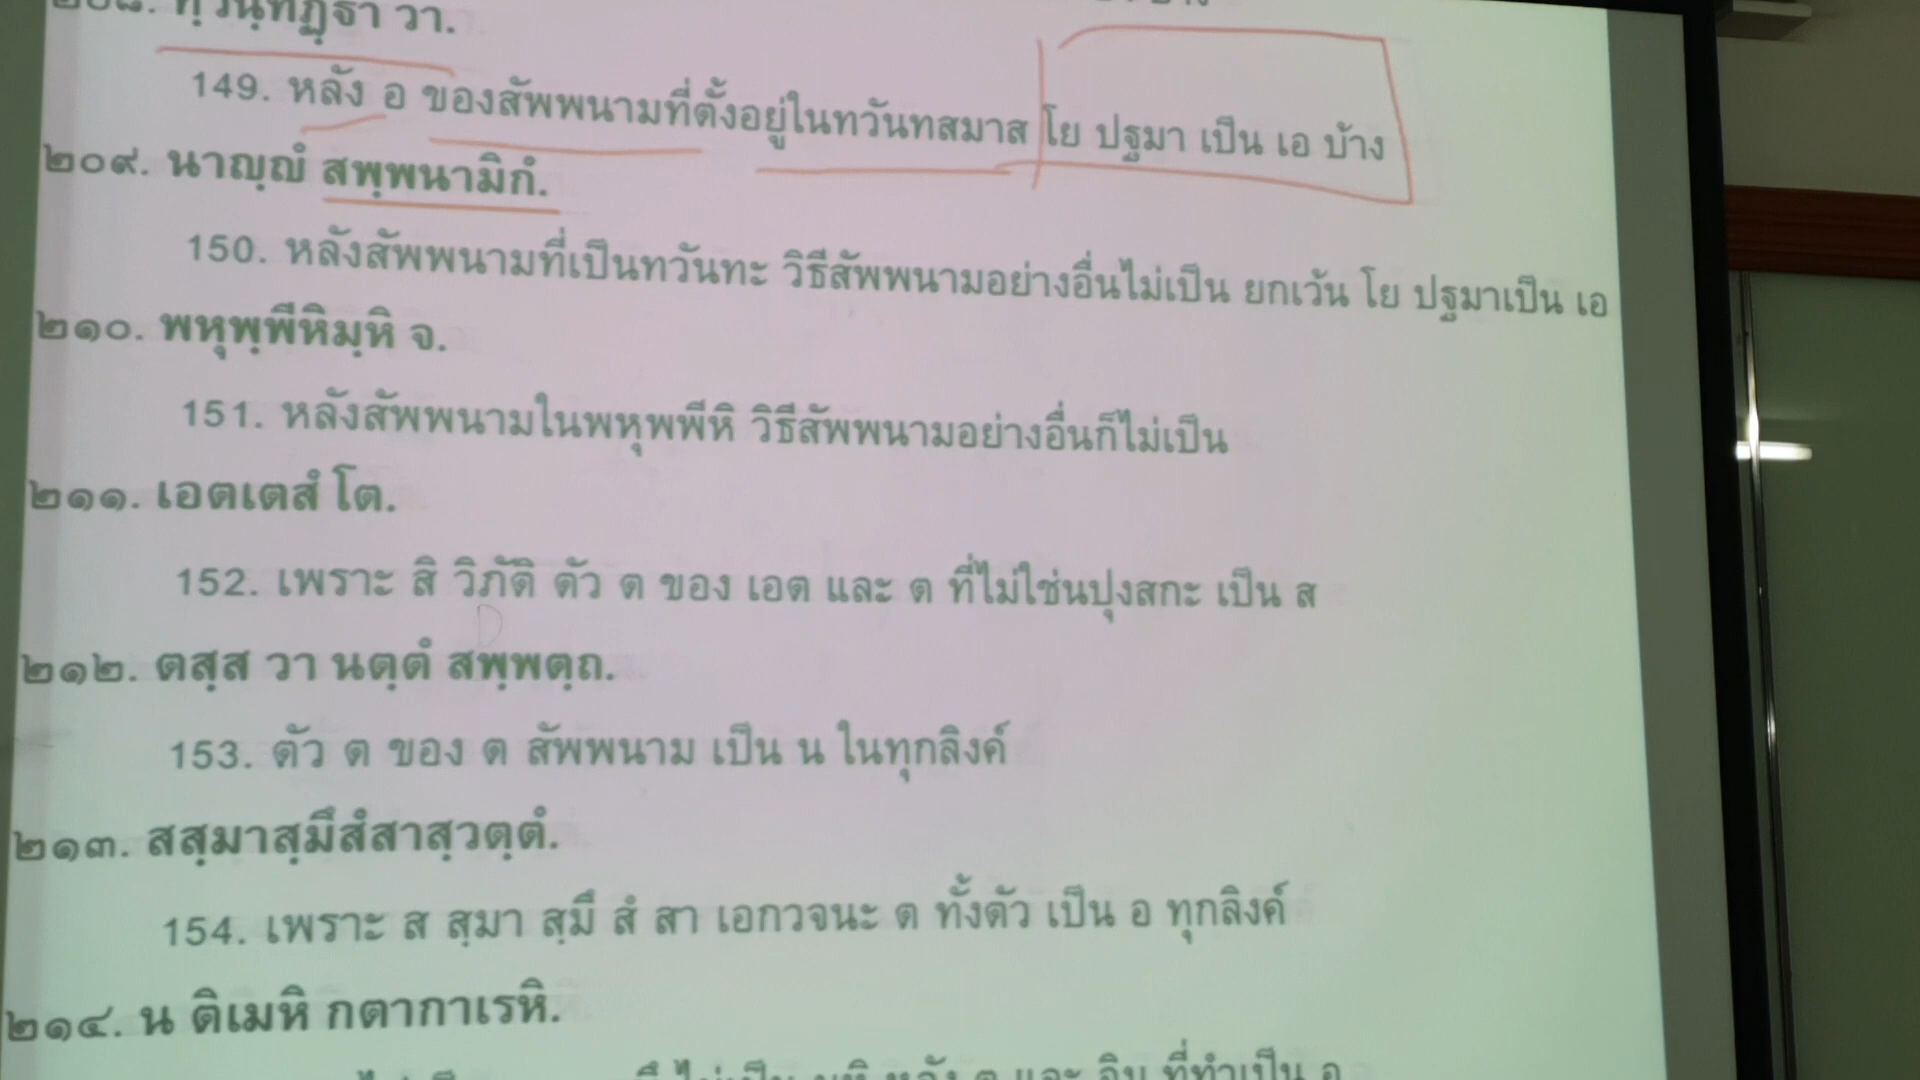 ๒๐๘. ทฺวนฺทฏฺฐา วา.
149. หลัง อ ของสัพพนามที่ตั้งอยู่ในทวันทสมาส โย ปฐมา เป็น เอ บ้าง
๒๐๙. นาญฺญํ สพฺพนามิกํ.
150. หลังสัพพนามที่เป็นทวันทะ วิธีสัพพนามอย่างอื่นไม่เป็น ยกเว้น โย ปฐมาเป็น เอ
๒๑๐. พหุพฺพีหิมฺหิ จ.
151. หลังสัพพนามในพหุพพีหิ วิธีสัพพนามอย่างอื่นก็ไม่เป็น
๒๑๑. เอตเตสํ โต.
152. เพราะ สิ วิภัติ ตัว ต ของ เอต และ ต ที่ไม่ใช่นปุงสกะ เป็น ส
๒๑๒. ตสฺส วา นตฺตํ สพฺพตฺถ.
153. ตัว ต ของ ต สัพพนาม เป็น น ในทุกลิงค์
๒๑๓. สสฺมาสฺมึสํสาสฺวตฺตํ.
154. เพราะ ส สฺมา สฺมึ สํ สา เอกวจนะ ต ทั้งตัว เป็น อ ทุกลิงค์
๒๑๔. น ติเมหิ กตากาเรหิ.